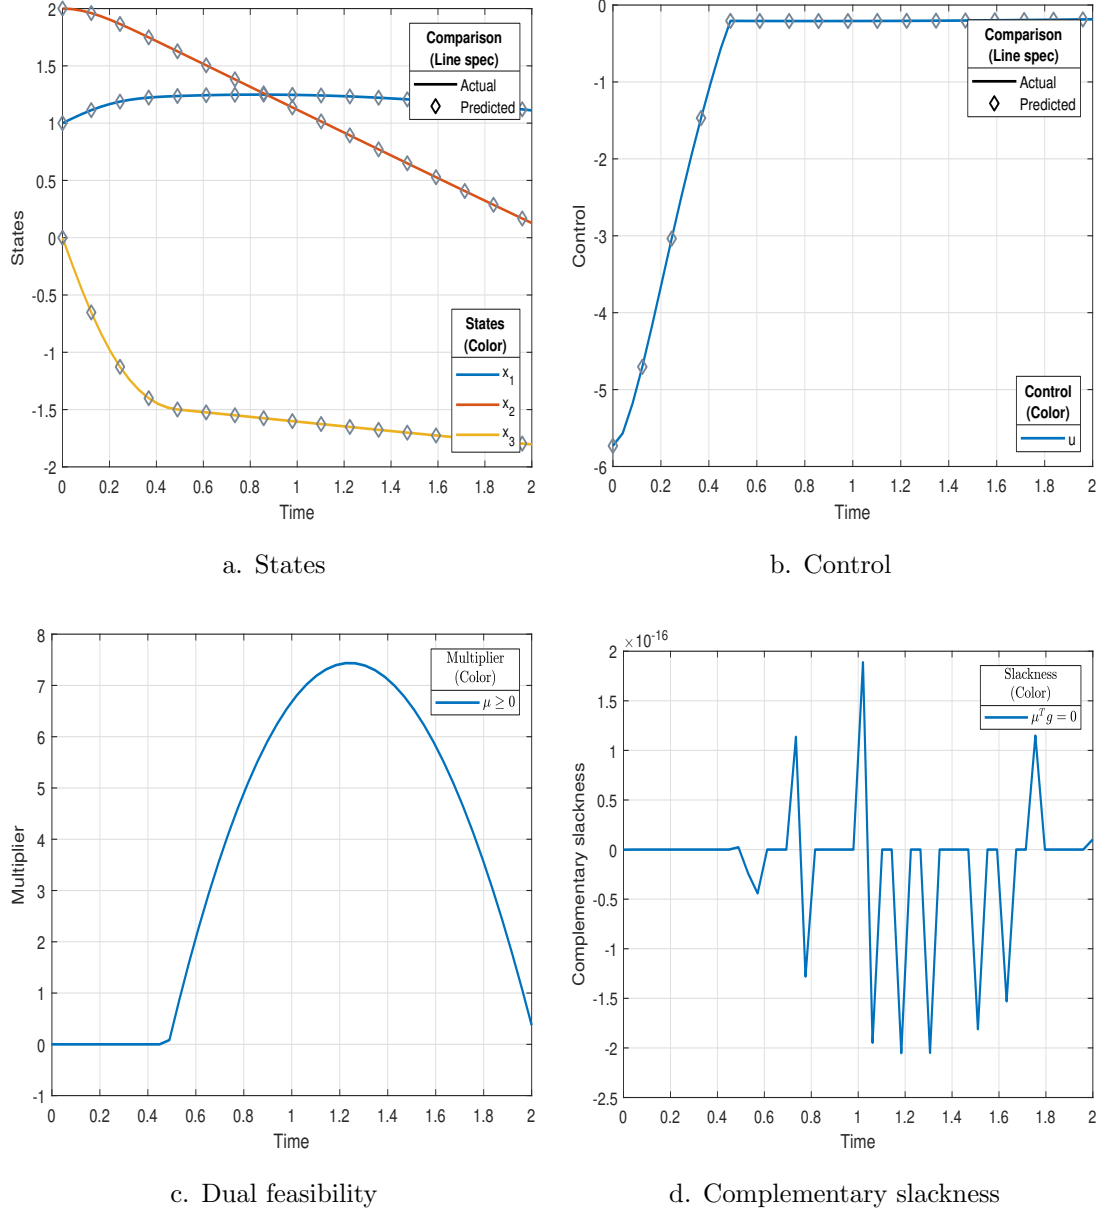 2
1.5
1
0.5
0
-0.5
-1
-1.5
-2
States
0 0.2 0.4 0.6 0.8 1 1.2 1.4 1.6 1.8 2
Time
Comparison
(Line spec)
Actual
Predicted
States
(Color)
x1
x2
x3
a. States
0
-1
-2
-3
-4
-5
-6
Control
0 0.2 0.4 0.6 0.8 1 1.2 1.4 1.6 1.8 2
Time
Comparison
(Line spec)
Actual
Predicted
Control
(Color)
u
b. Control
8
7
6
5
4
3
2
1
0
-1
Multiplier
0 0.2 0.4 0.6 0.8 1 1.2 1.4 1.6 1.8 2
Time
Multiplier
(Color)
μ ≥ 0
c. Dual feasibility
×10^-16
2
1.5
1
0.5
0
-0.5
-1
-1.5
-2
-2.5
Complementary slackness
0 0.2 0.4 0.6 0.8 1 1.2 1.4 1.6 1.8 2
Time
Slackness
(Color)
μ^T g = 0
d. Complementary slackness